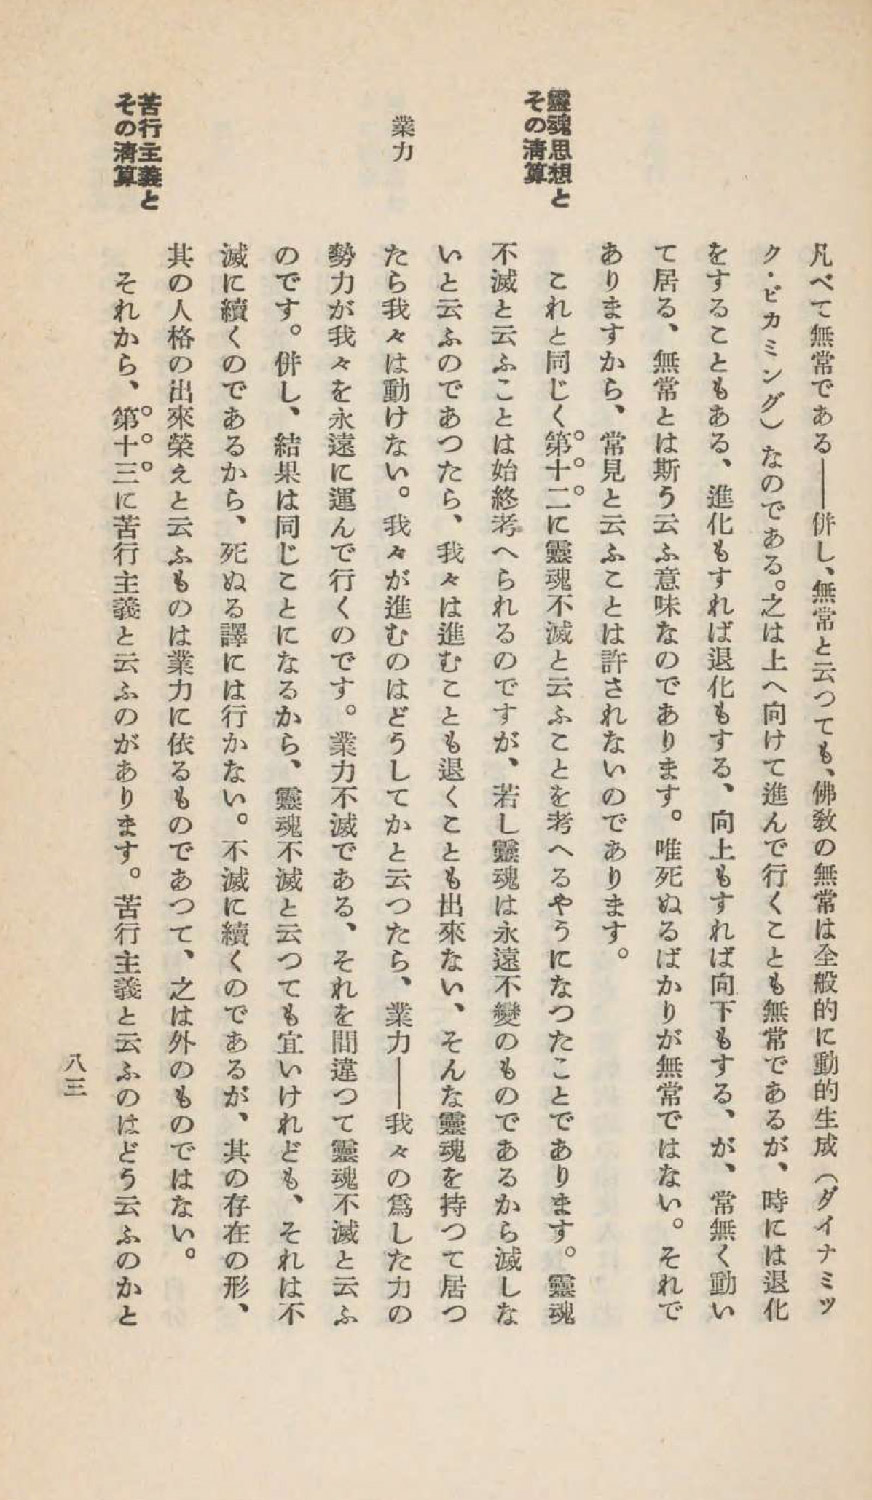 凡べて無常である――併し、無常と云つても、佛敎の無常は全般的に動的生成（ダイナミッ
ク・ビカミング）なのである。之は上へ向けて進んで行くことも無常であるが、時には退化
をすることもある、進化もすれば退化もする、向上もすれば向下もする、が、常無く動い
て居る、無常とは斯う云ふ意味なのであります。唯死ぬるばかりが無常ではない。それで
ありますから、常見と云ふことは許されないのであります。
靈魂思想と
その淸算
これと同じく第十二に靈魂不滅と云ふことを考へるやうになつたことであります。靈魂
不滅と云ふことは始終考へられるのですが、若し靈魂は永遠不變のものであるから滅しな
いと云ふのであつたら、我々は進むことも退くことも出來ない、そんな靈魂を持つて居つ
業力
たら我々は動けない。我々が進むのはどうしてかと云つたら、業力――我々の爲した力の
勢力が我々を永遠に運んで行くのです。業力不滅である、それを間違つて靈魂不滅と云ふ
のです。併し、結果は同じことになるから、靈魂不滅と云つても宜いけれども、それは不
滅に續くのであるから、死ぬる譯には行かない。不滅に續くのであるが、其の存在の形、
其の人格の出來榮えと云ふものは業力に依るものであつて、之は外のものではない。
苦行主義と
その淸算
それから、第十三に苦行主義と云ふのがあります。苦行主義と云ふのはどう云ふのかと
八三